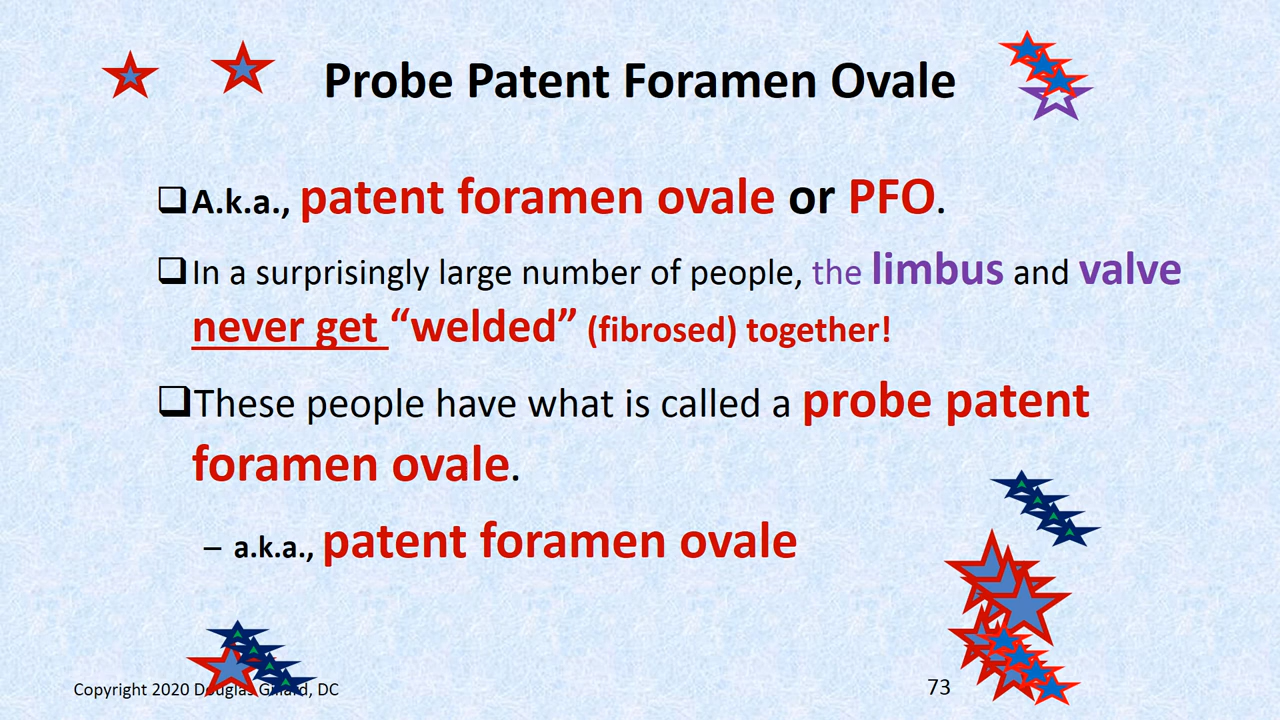 Probe Patent Foramen Ovale
A.k.a., patent foramen ovale or PFO.
In a surprisingly large number of people, the limbus and valve
never get “welded” (fibrosed) together!
These people have what is called a probe patent
foramen ovale.
– a.k.a., patent foramen ovale
Copyright 2020 Douglas Gillard, DC
73